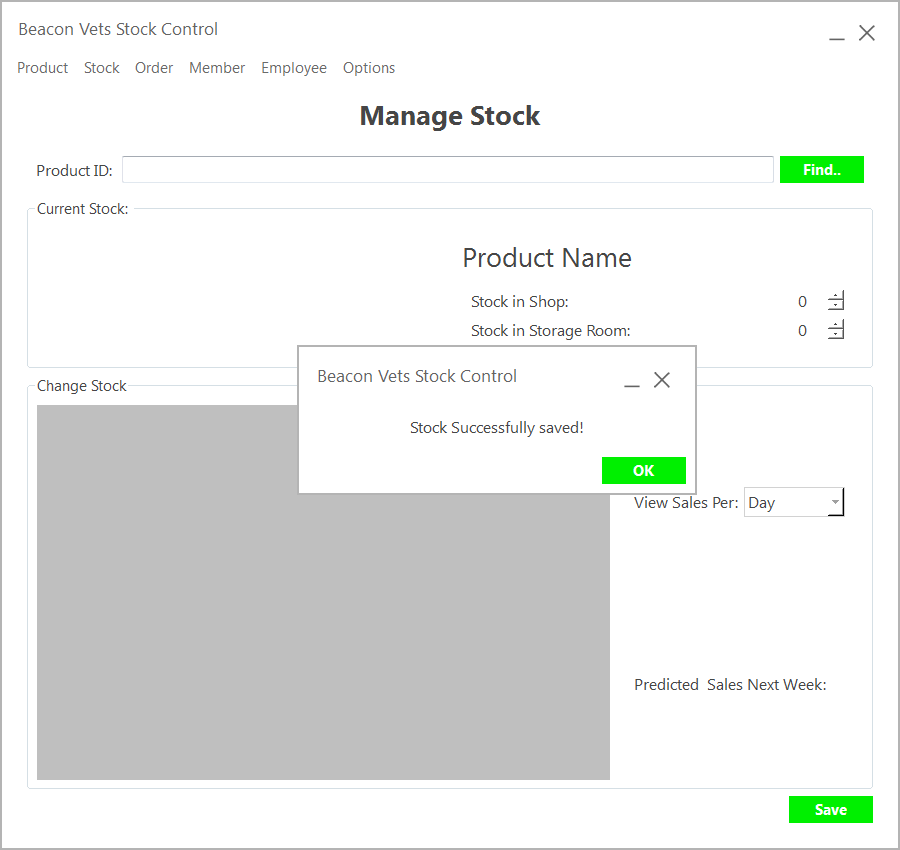 Beacon Vets Stock Control
Product Stock Order Member Employee Options
Manage Stock
Product ID: Find..
Current Stock:
Product Name
Stock in Shop: 0
Stock in Storage Room: 0
Beacon Vets Stock Control
Stock Successfully saved!
OK
Change Stock
View Sales Per: Day
Predicted  Sales Next Week:
Save